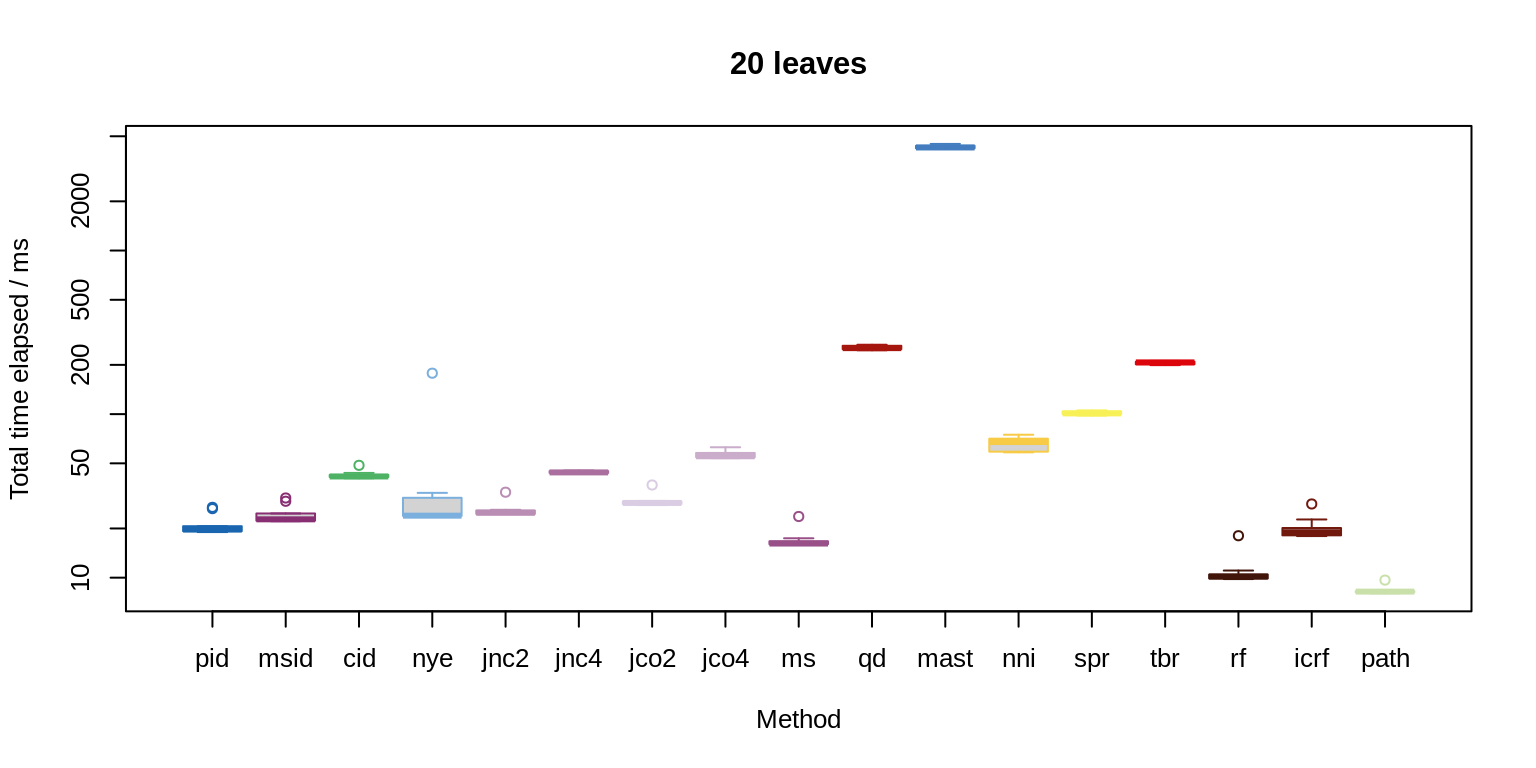 20 leaves
Total time elapsed / ms
2000
500
200
50
10
pid msid cid nye jnc2 jnc4 jco2 jco4 ms qd mast nni spr tbr rf icrf path
Method